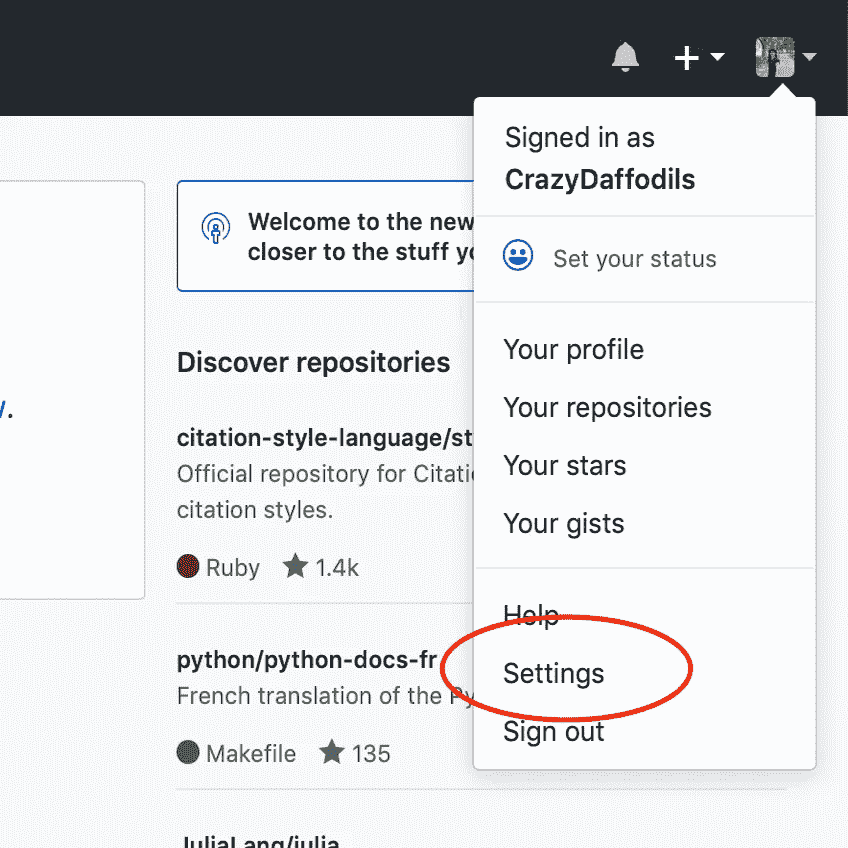 Signed in as
CrazyDaffodils
Set your status
Your profile
Your repositories
Your stars
Your gists
Help
Settings
Sign out
Welcome to the new
closer to the stuff yo
Discover repositories
citation-style-language/st
Official repository for Citatio
citation styles.
Ruby 1.4k
python/python-docs-fr
French translation of the Py
Makefile 135
JuliaLang/julia